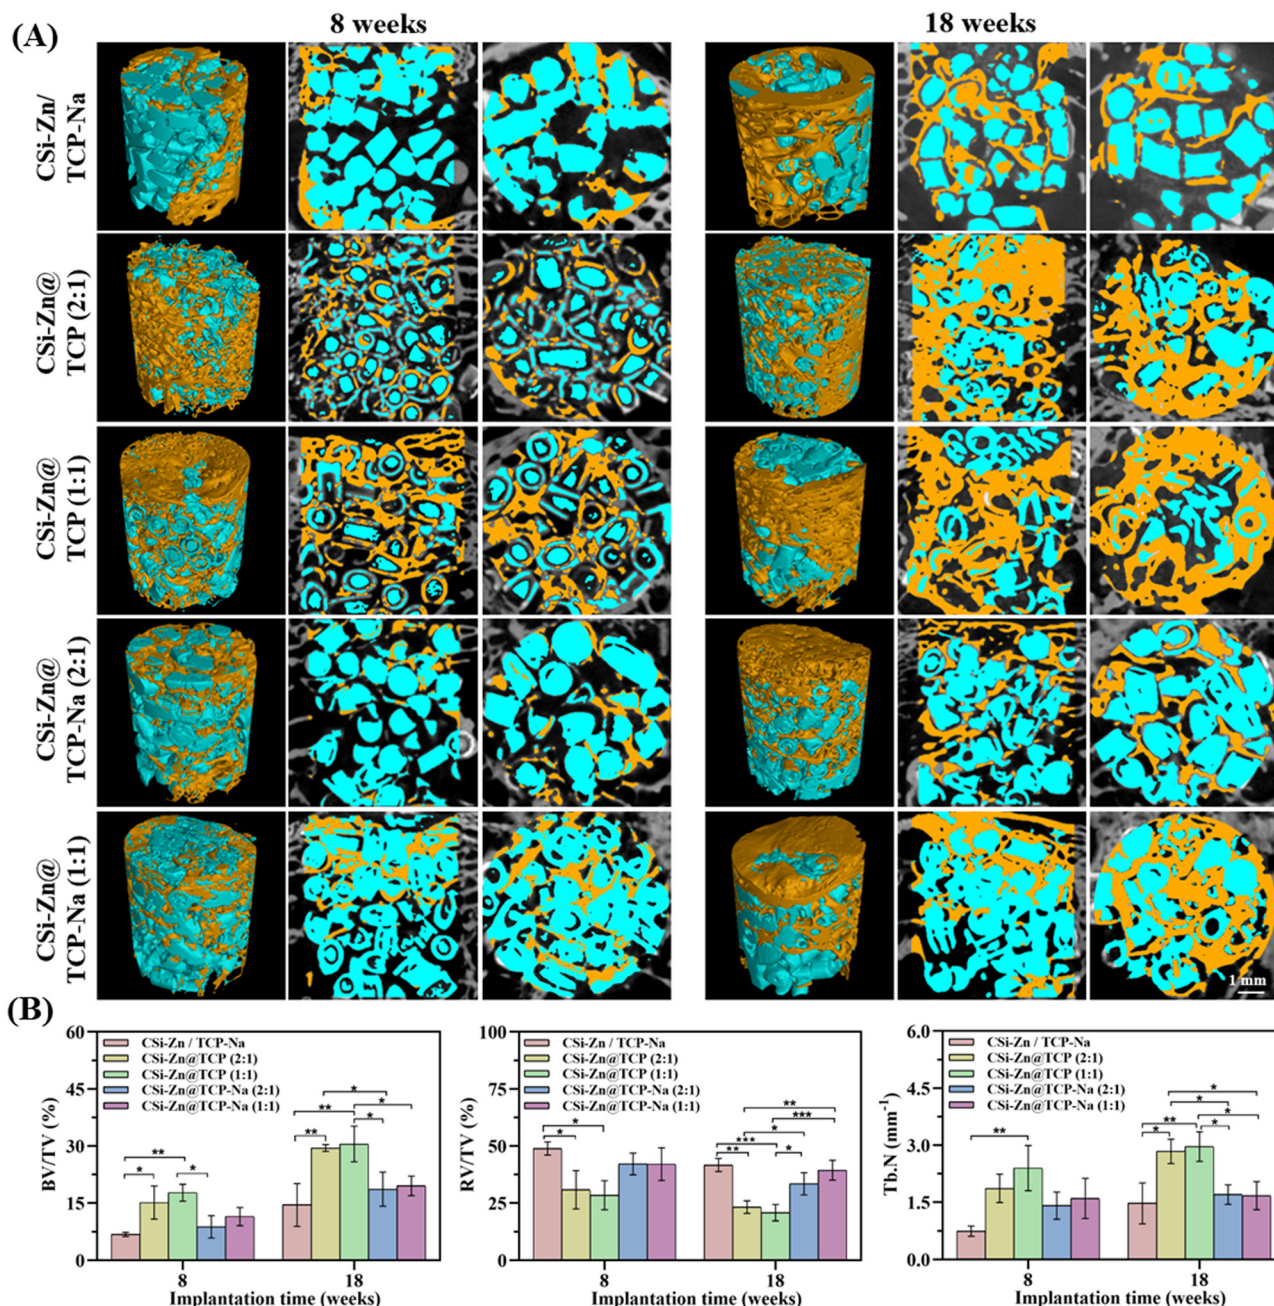 (A)
8 weeks
18 weeks
CSi-Zn/
TCP-Na
CSi-Zn@
TCP (2:1)
CSi-Zn@
TCP (1:1)
CSi-Zn@
TCP-Na (2:1)
CSi-Zn@
TCP-Na (1:1)
1 mm
(B)
BV/TV (%)
60
45
30
15
0
CSi-Zn / TCP-Na
CSi-Zn@TCP (2:1)
CSi-Zn@TCP (1:1)
CSi-Zn@TCP-Na (2:1)
CSi-Zn@TCP-Na (1:1)
*
**
*
**
**
*
*
*
8
18
Implantation time (weeks)
RV/TV (%)
100
75
50
25
0
CSi-Zn / TCP-Na
CSi-Zn@TCP (2:1)
CSi-Zn@TCP (1:1)
CSi-Zn@TCP-Na (2:1)
CSi-Zn@TCP-Na (1:1)
*
*
**
***
*
***
**
*
8
18
Implantation time (weeks)
Tb.N (mm-1)
6.0
4.5
3.0
1.5
0.0
CSi-Zn / TCP-Na
CSi-Zn@TCP (2:1)
CSi-Zn@TCP (1:1)
CSi-Zn@TCP-Na (2:1)
CSi-Zn@TCP-Na (1:1)
**
*
*
**
*
*
*
8
18
Implantation time (weeks)